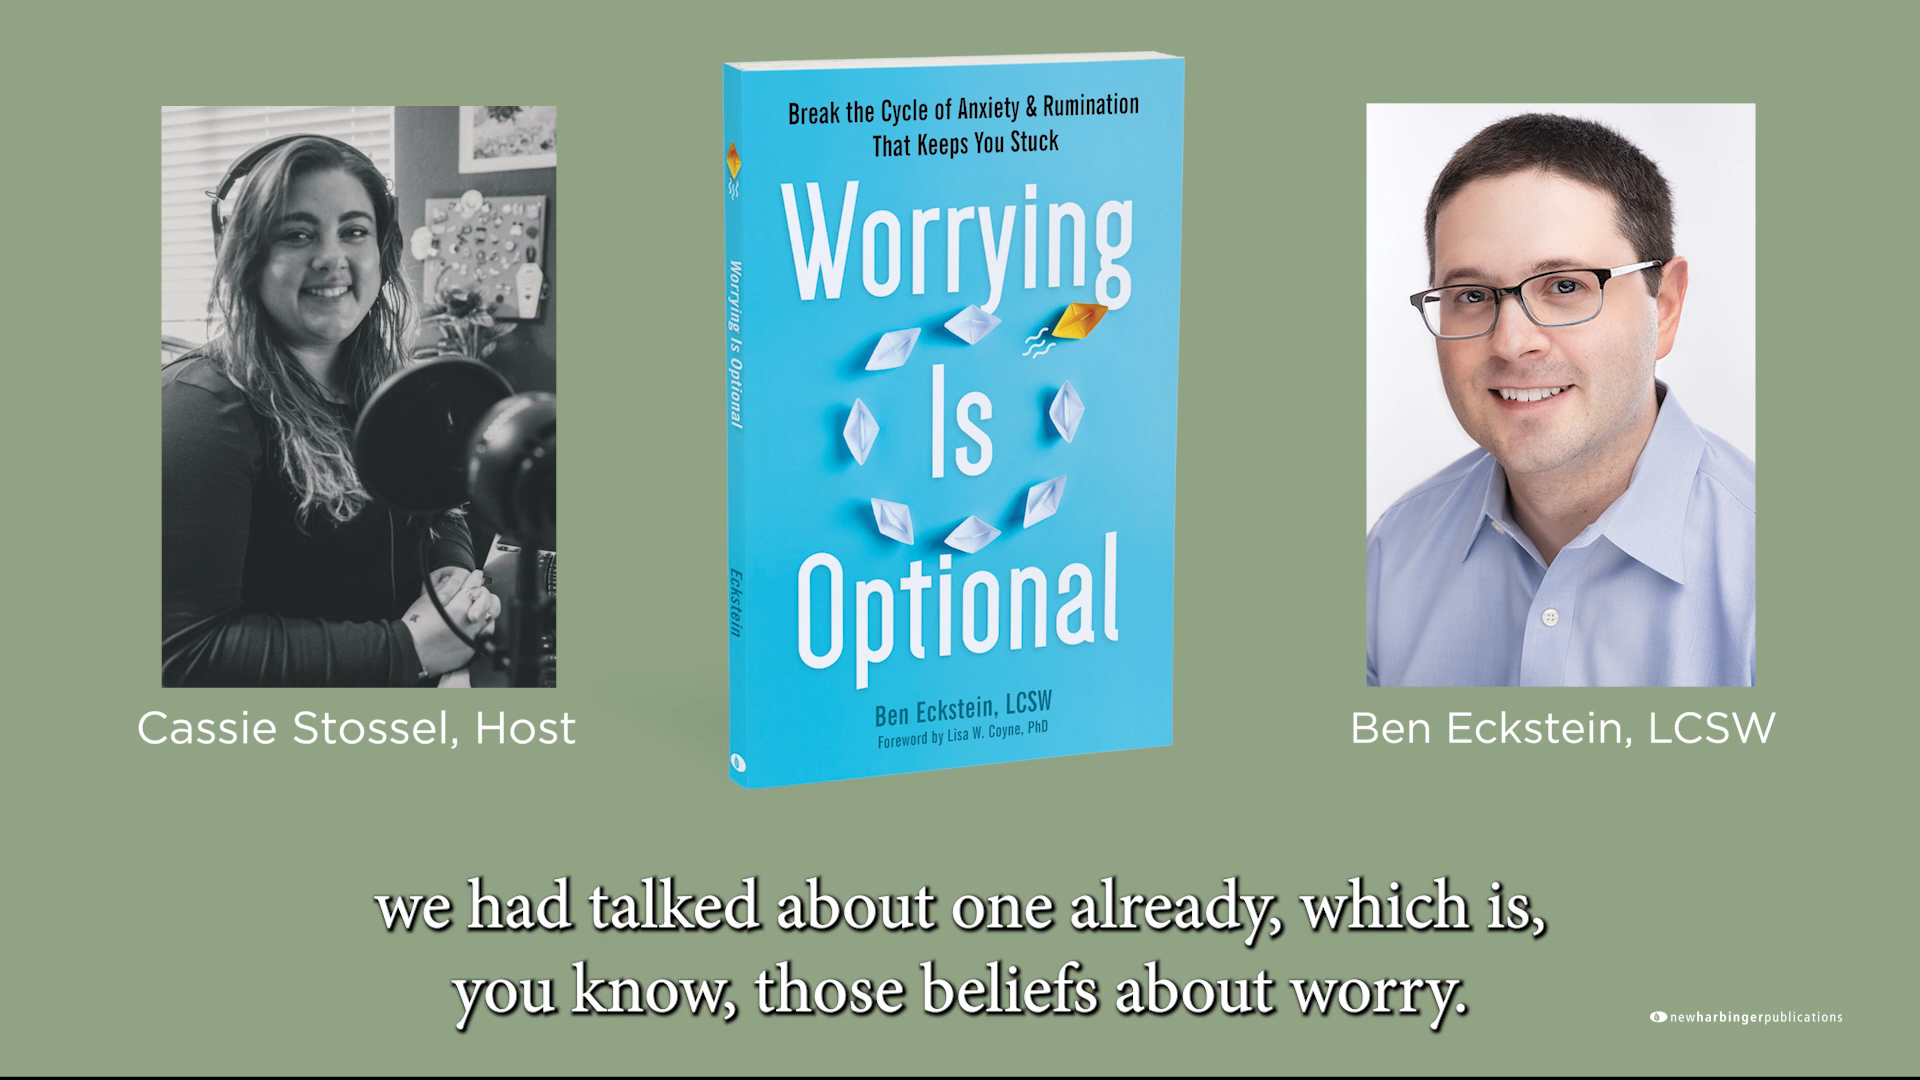 Break the Cycle of Anxiety & Rumination
That Keeps You Stuck
Worrying
Is
Optional
Ben Eckstein, LCSW
Foreword by Lisa W. Coyne, PhD
Worrying Is Optional
Eckstein
Cassie Stossel, Host
Ben Eckstein, LCSW
we had talked about one already, which is,
you know, those beliefs about worry.
newharbingerpublications